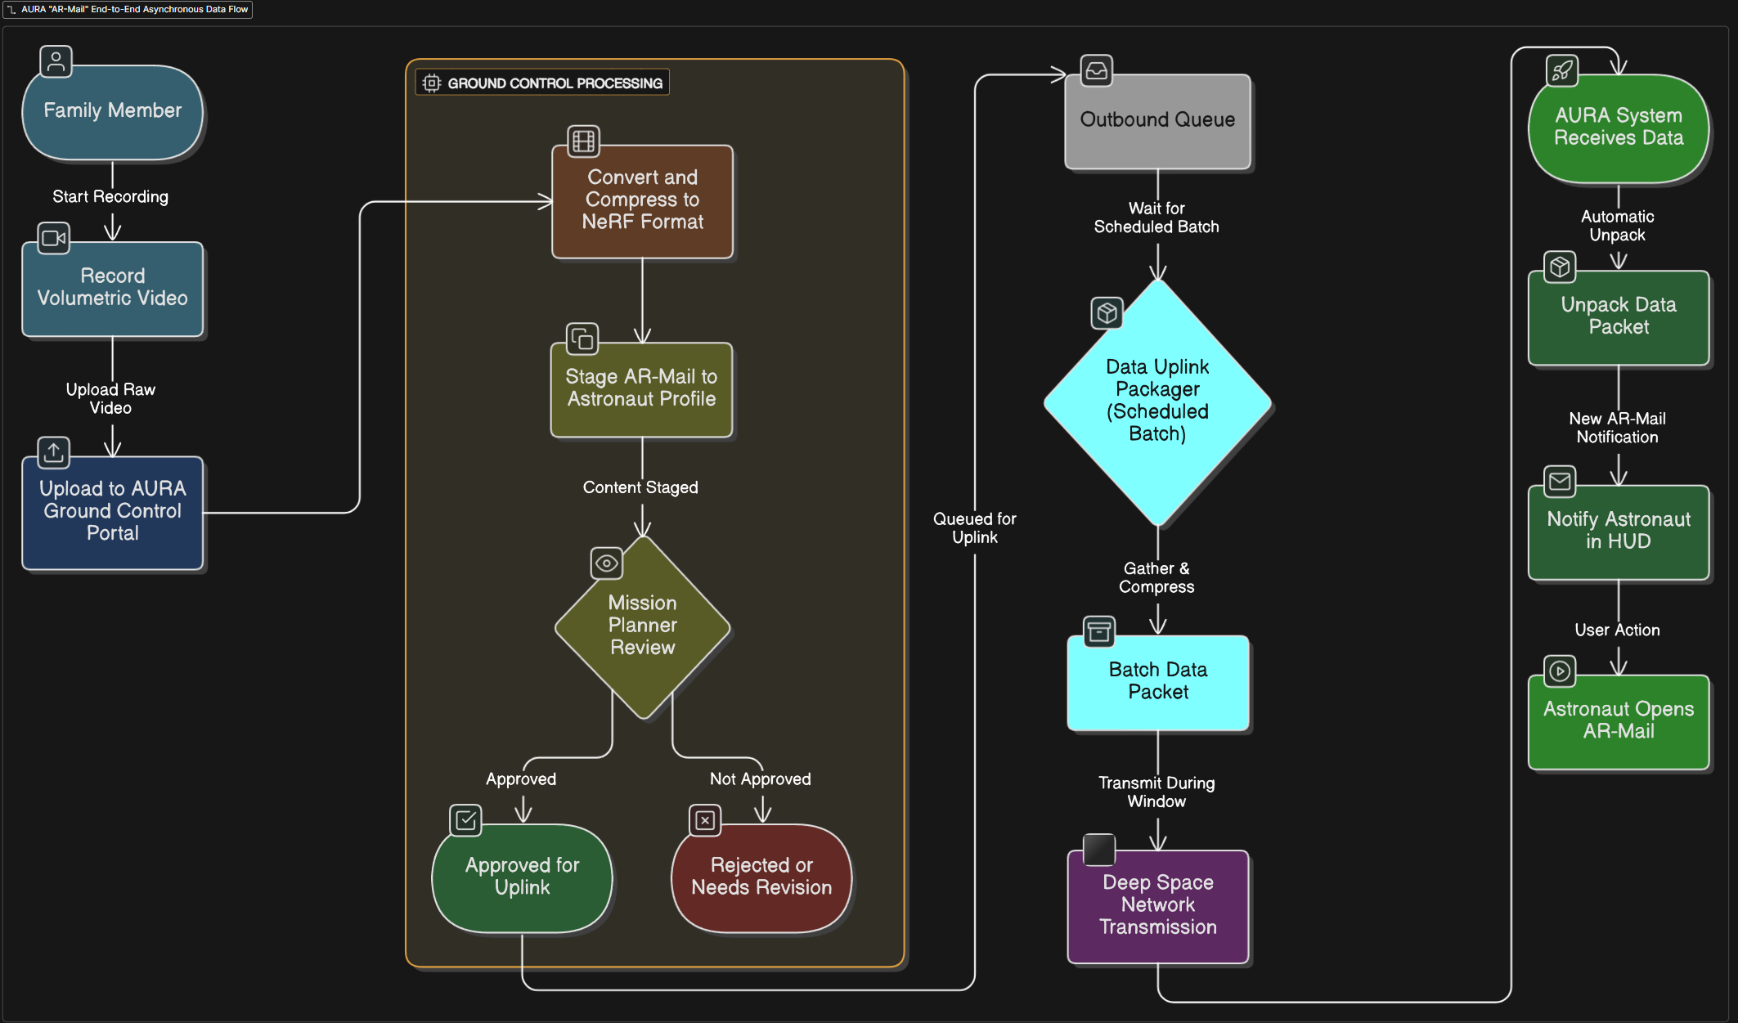 AURA "AR-Mail" End-to-End Asynchronous Data Flow
Family Member
Start Recording
Record
Volumetric Video
Upload Raw
Video
Upload to AURA
Ground Control
Portal
GROUND CONTROL PROCESSING
Convert and
Compress to
NeRF Format
Stage AR-Mail to
Astronaut Profile
Content Staged
Mission
Planner
Review
Approved
Not Approved
Approved for
Uplink
Rejected or
Needs Revision
Queued for
Uplink
Outbound Queue
Wait for
Scheduled Batch
Data Uplink
Packager
(Scheduled
Batch)
Gather &
Compress
Batch Data
Packet
Transmit During
Window
Deep Space
Network
Transmission
AURA System
Receives Data
Automatic
Unpack
Unpack Data
Packet
New AR-Mail
Notification
Notify Astronaut
in HUD
User Action
Astronaut Opens
AR-Mail